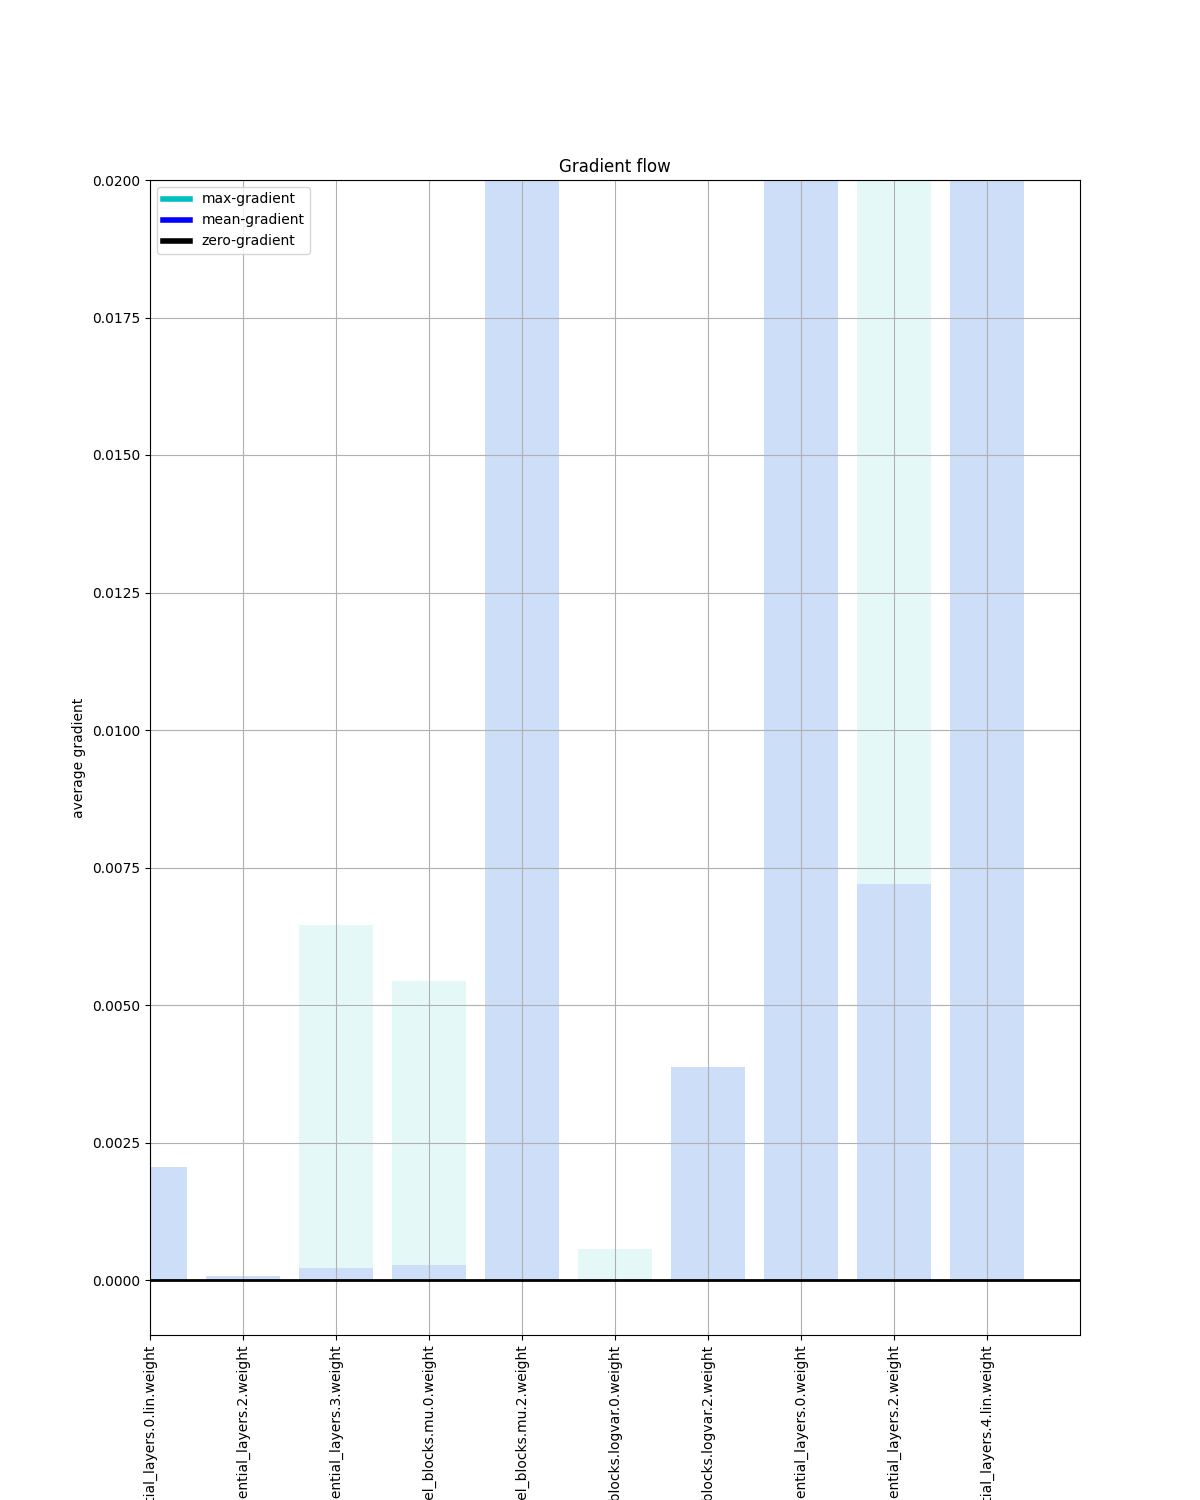 Gradient flow
max-gradient
mean-gradient
zero-gradient
0.0200
0.0175
0.0150
0.0125
0.0100
0.0075
0.0050
0.0025
0.0000
average gradient
tial_layers.0.lin.weight
ential_layers.2.weight
ential_layers.3.weight
el_blocks.mu.0.weight
el_blocks.mu.2.weight
blocks.logvar.0.weight
blocks.logvar.2.weight
ential_layers.0.weight
ential_layers.2.weight
tial_layers.4.lin.weight